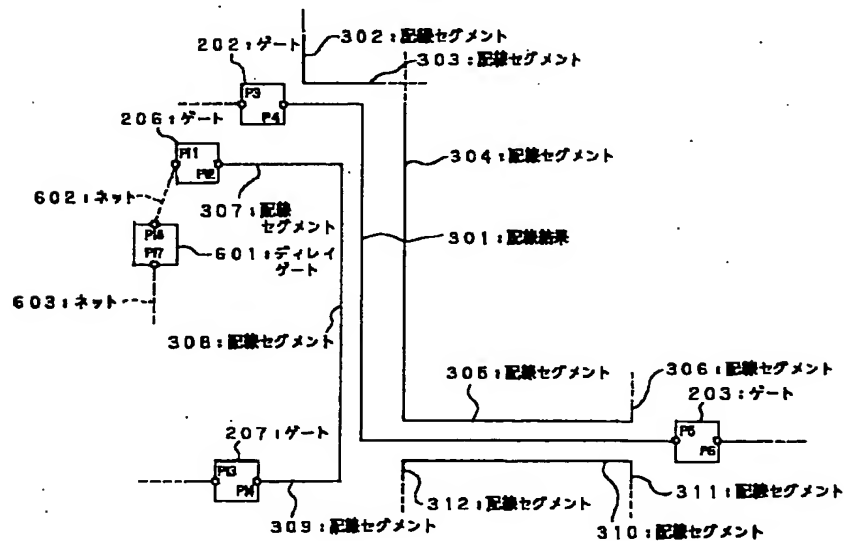 302:配線セグメント
202:ゲート
303:配線セグメント
P3
P4
206:ゲート
P11
P12
304:配線セグメント
602:ネット
307:配線
セグメント
P16
P17
601:ディレイ
ゲート
301:配線結果
603:ネット
308:配線セグメント
305:配線セグメント
306:配線セグメント
203:ゲート
P5
P6
207:ゲート
P13
P14
312:配線セグメント
311:配線セグメント
309:配線セグメント
310:配線セグメント